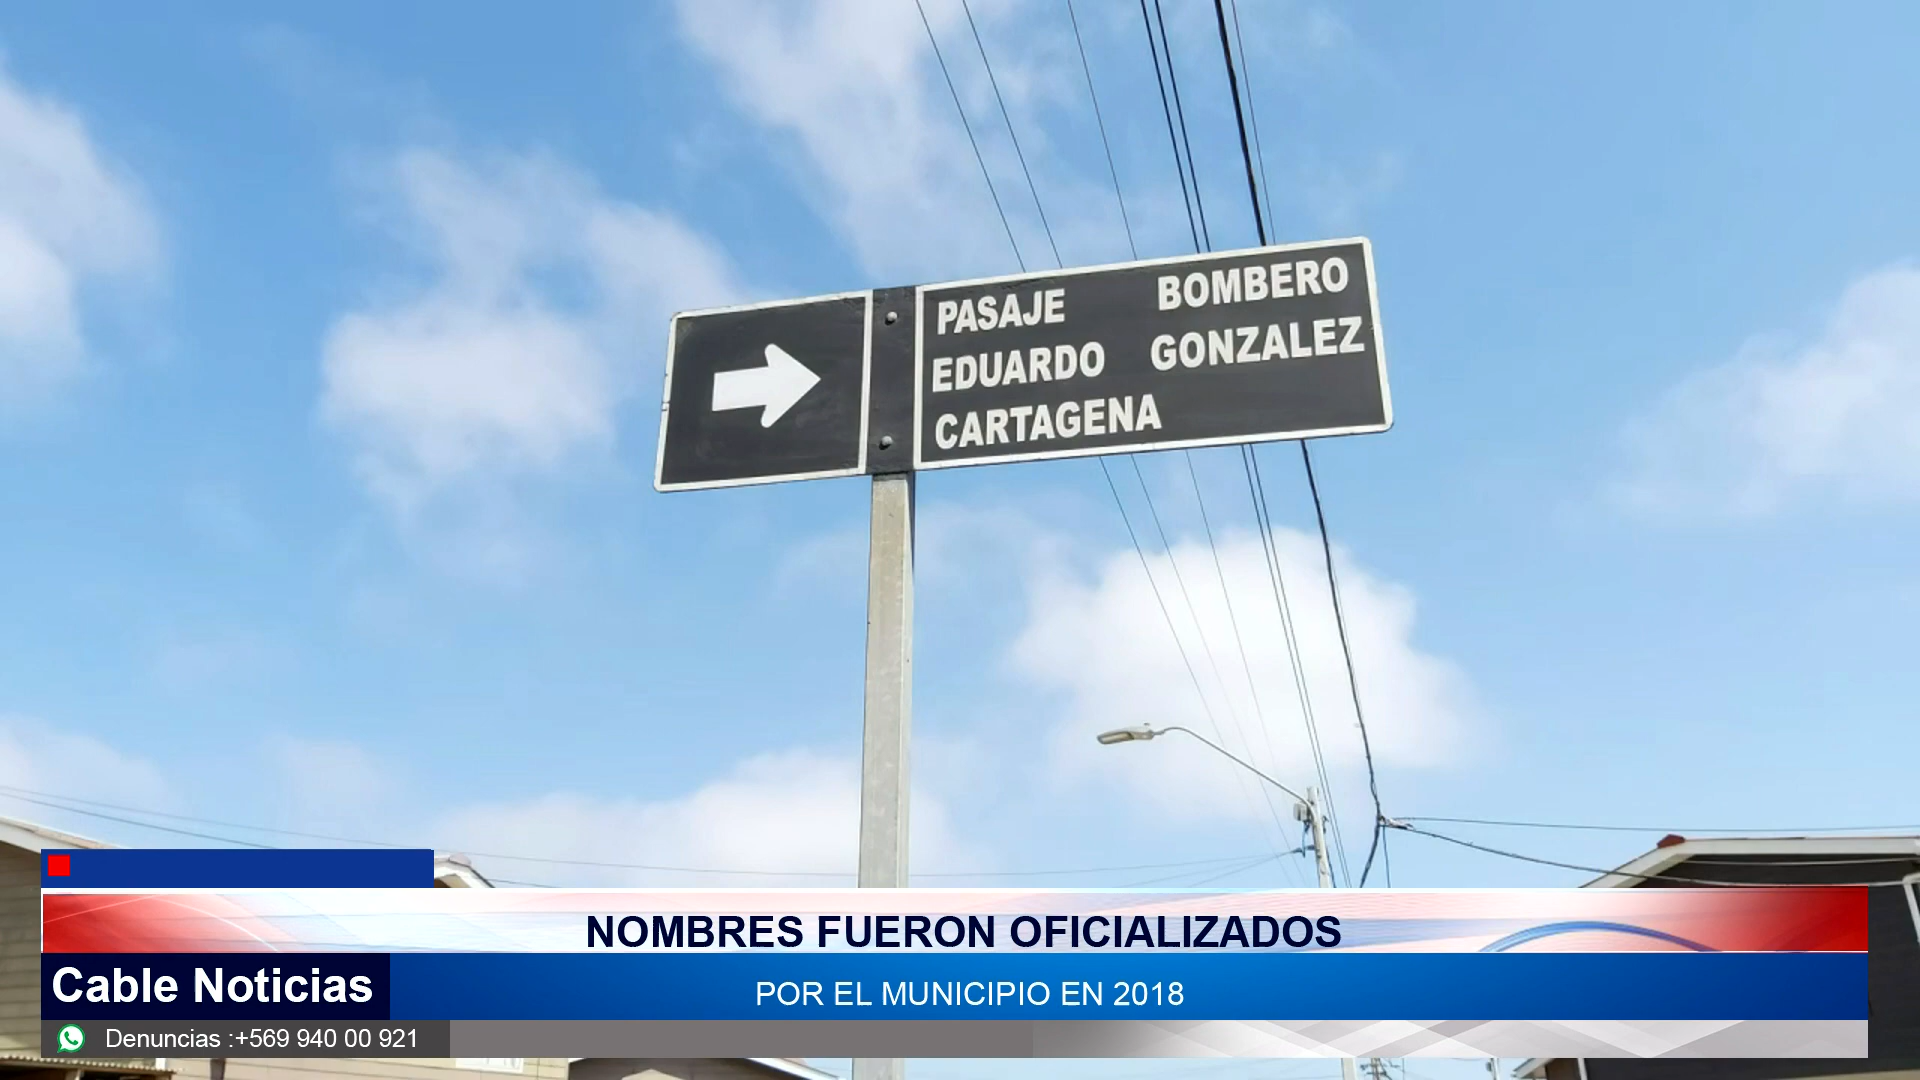 PASAJE BOMBERO
EDUARDO GONZALEZ
CARTAGENA
NOMBRES FUERON OFICIALIZADOS
Cable Noticias
POR EL MUNICIPIO EN 2018
Denuncias :+569 940 00 921